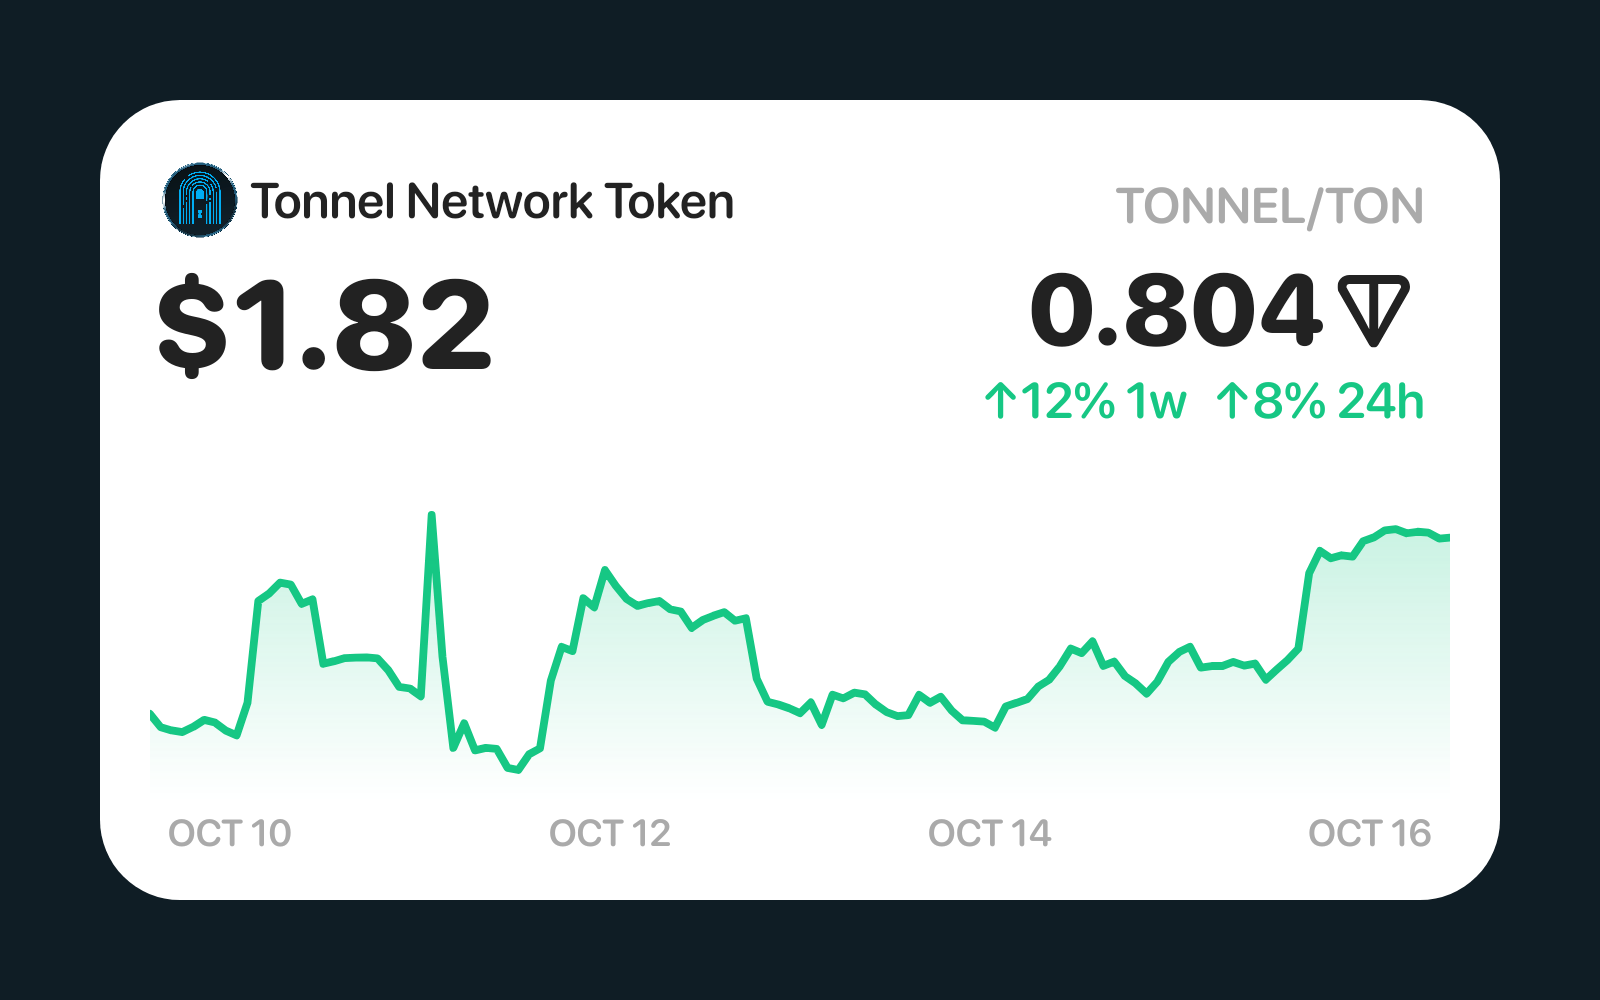 Tonnel Network Token
TONNEL/TON
$1.82
0.804
↑12% 1w ↑8% 24h
OCT 10 OCT 12 OCT 14 OCT 16